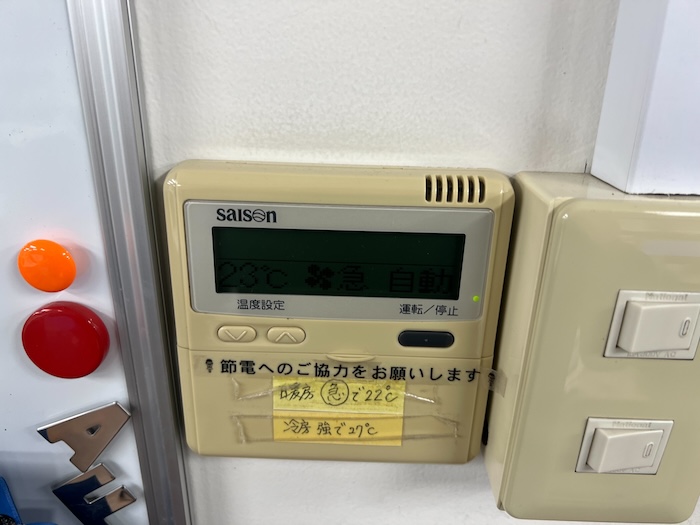 saison
23°C 急 自動
温度設定 運転/停止
節電へのご協力をお願いします
暖房 急で22℃
冷房 強で27℃
National
National
A
E